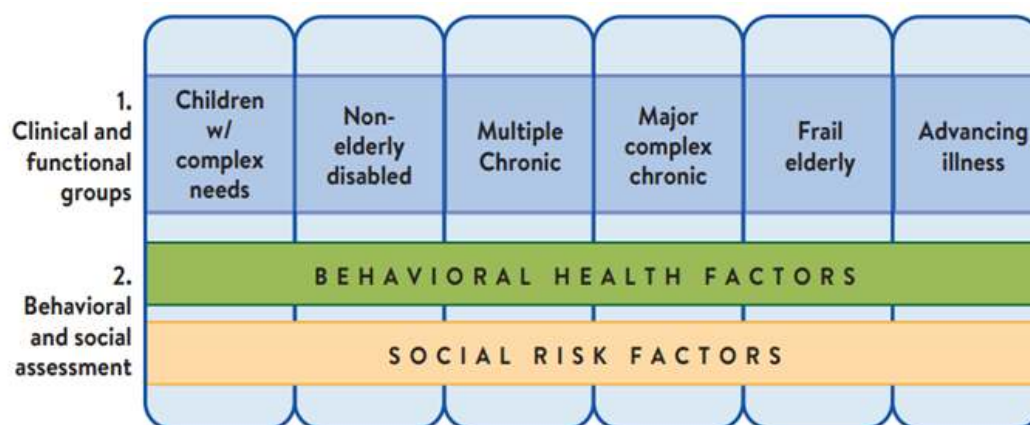 1.
Clinical and
functional
groups
Children
w/
complex
needs
Non-
elderly
disabled
Multiple
Chronic
Major
complex
chronic
Frail
elderly
Advancing
illness
2.
Behavioral
and social
assessment
BEHAVIORAL HEALTH FACTORS
SOCIAL RISK FACTORS